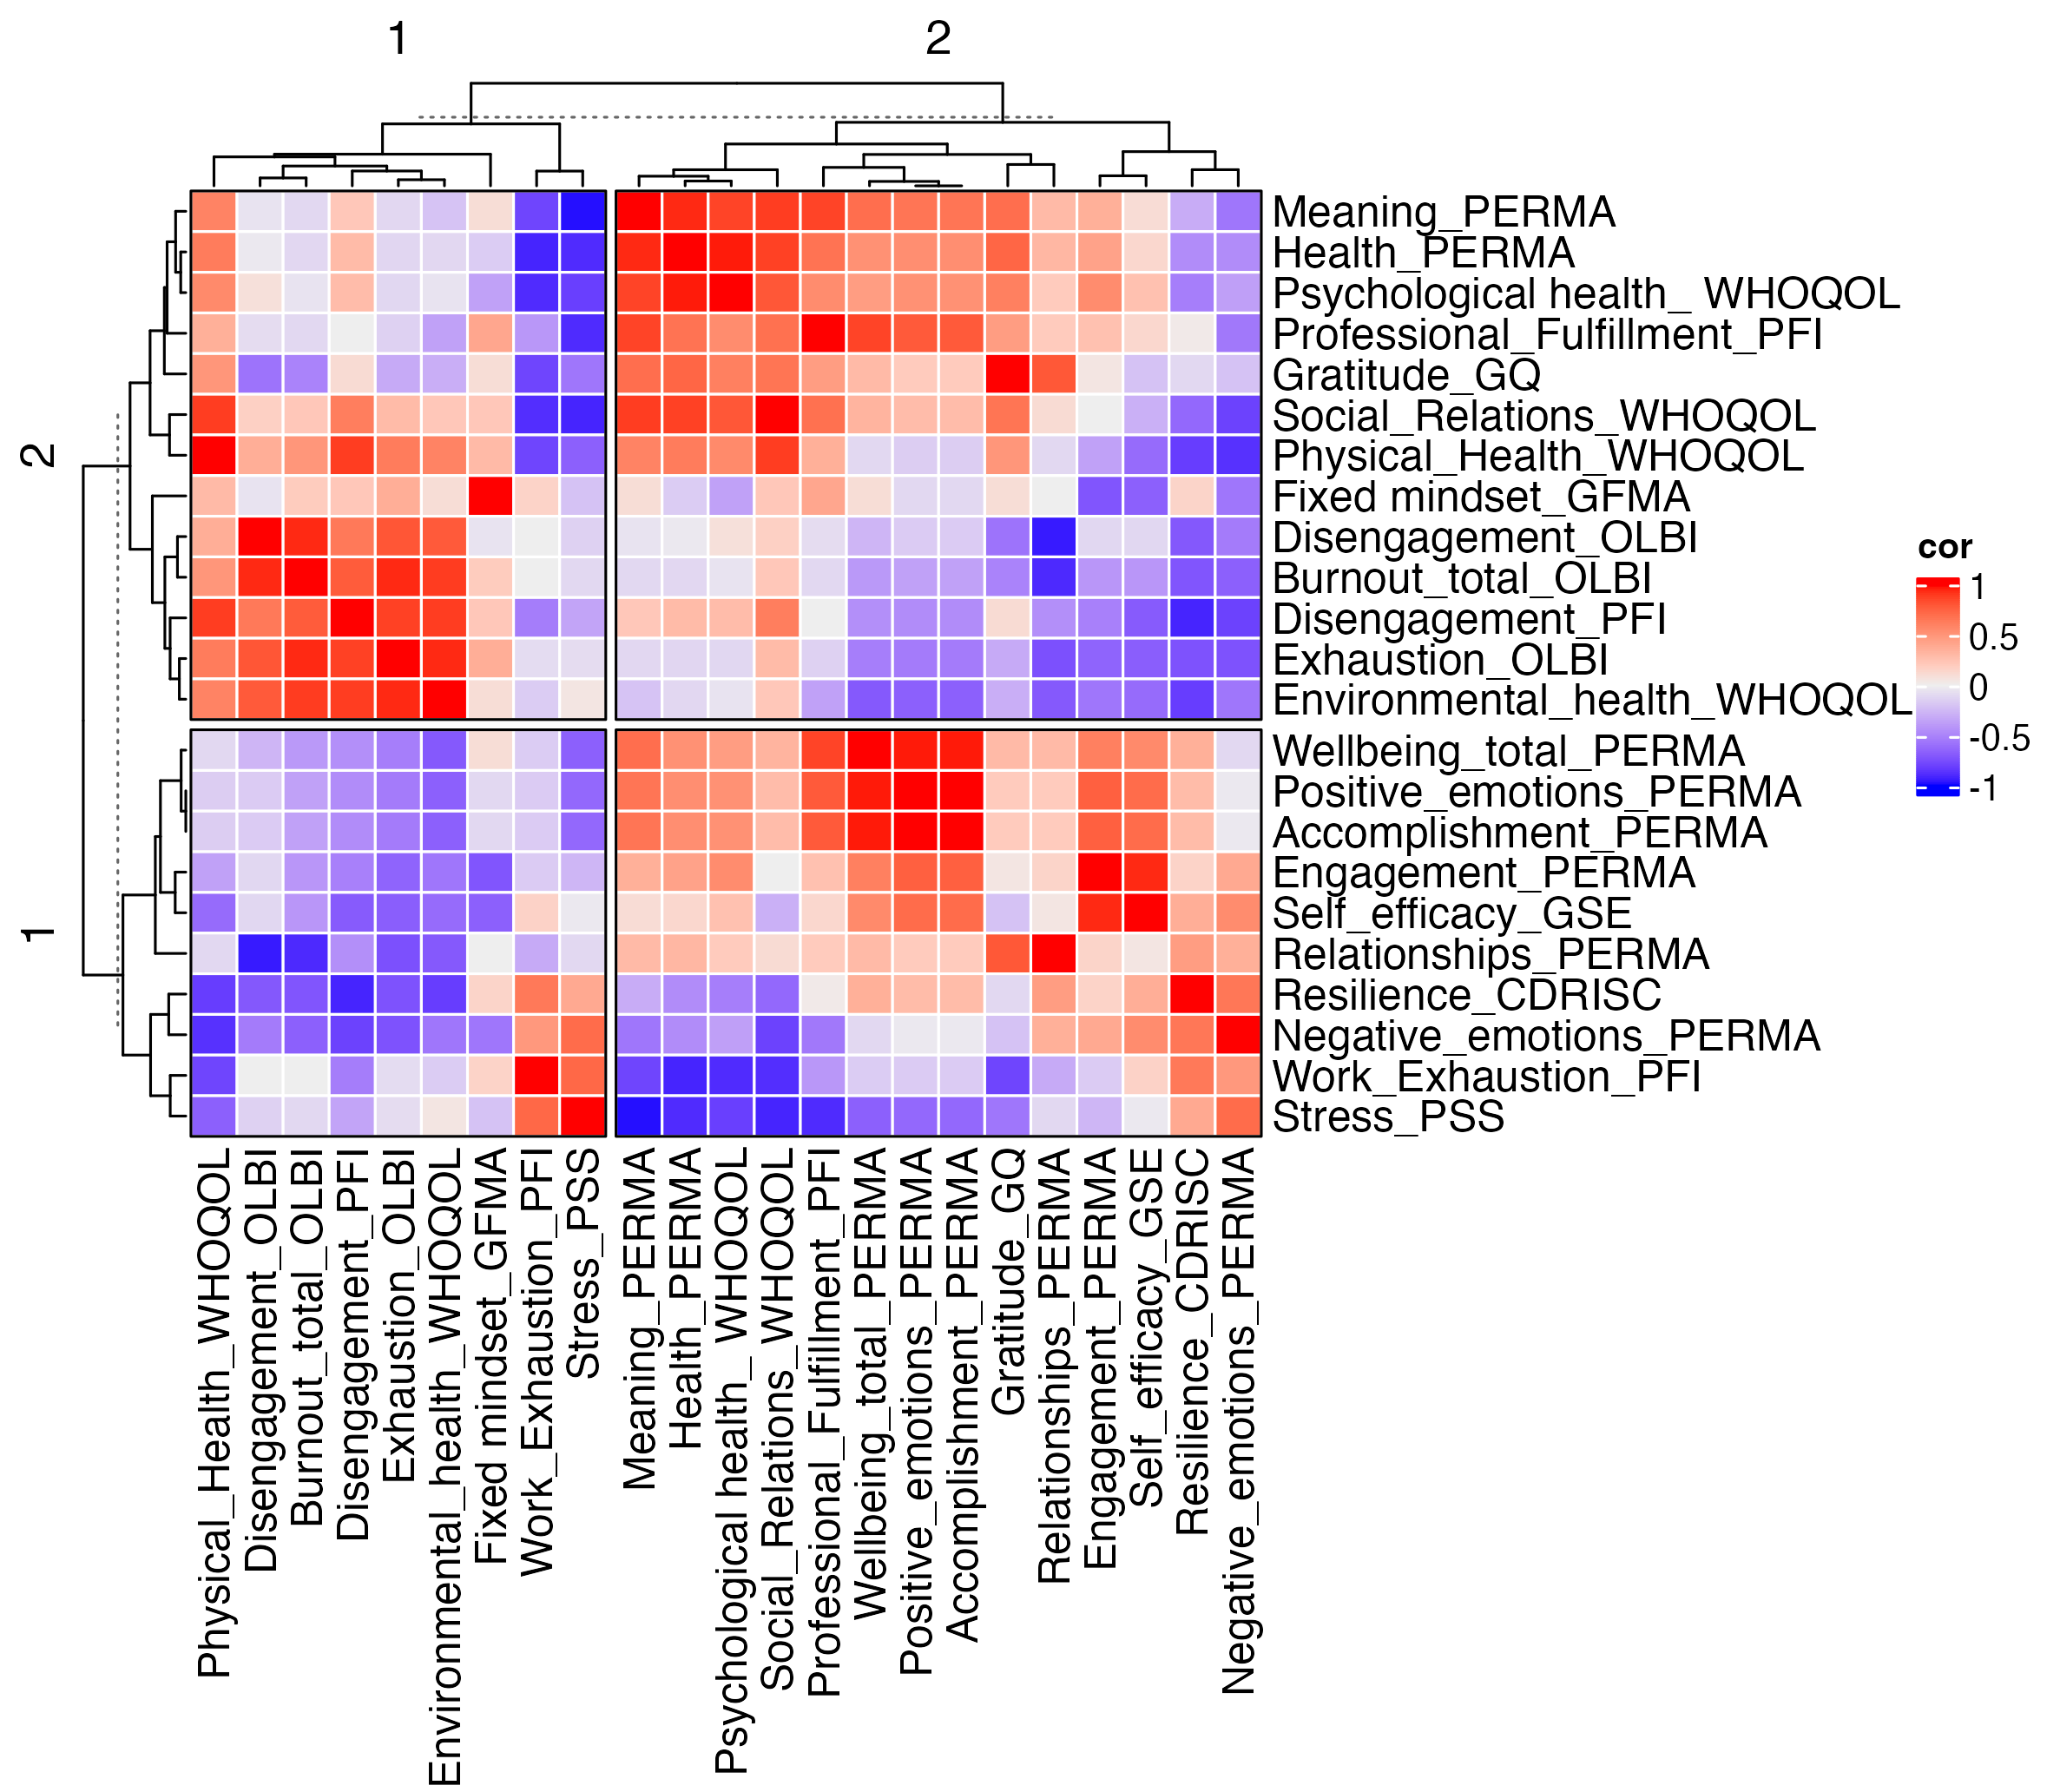 1
2
2
1
Meaning_PERMA
Health_PERMA
Psychological health_ WHOQOL
Professional_Fulfillment_PFI
Gratitude_GQ
Social_Relations_WHOQOL
Physical_Health_WHOQOL
Fixed mindset_GFMA
Disengagement_OLBI
Burnout_total_OLBI
Disengagement_PFI
Exhaustion_OLBI
Environmental_health_WHOQOL
Wellbeing_total_PERMA
Positive_emotions_PERMA
Accomplishment_PERMA
Engagement_PERMA
Self_efficacy_GSE
Relationships_PERMA
Resilience_CDRISC
Negative_emotions_PERMA
Work_Exhaustion_PFI
Stress_PSS
cor
1
0.5
0
-0.5
-1
Physical_Health_WHOQOL
Disengagement_OLBI
Burnout_total_OLBI
Disengagement_PFI
Exhaustion_OLBI
Environmental_health_WHOQOL
Fixed mindset_GFMA
Work_Exhaustion_PFI
Stress_PSS
Meaning_PERMA
Health_PERMA
Psychological health_ WHOQOL
Social_Relations_WHOQOL
Professional_Fulfillment_PFI
Wellbeing_total_PERMA
Positive_emotions_PERMA
Accomplishment_PERMA
Gratitude_GQ
Relationships_PERMA
Engagement_PERMA
Self_efficacy_GSE
Resilience_CDRISC
Negative_emotions_PERMA